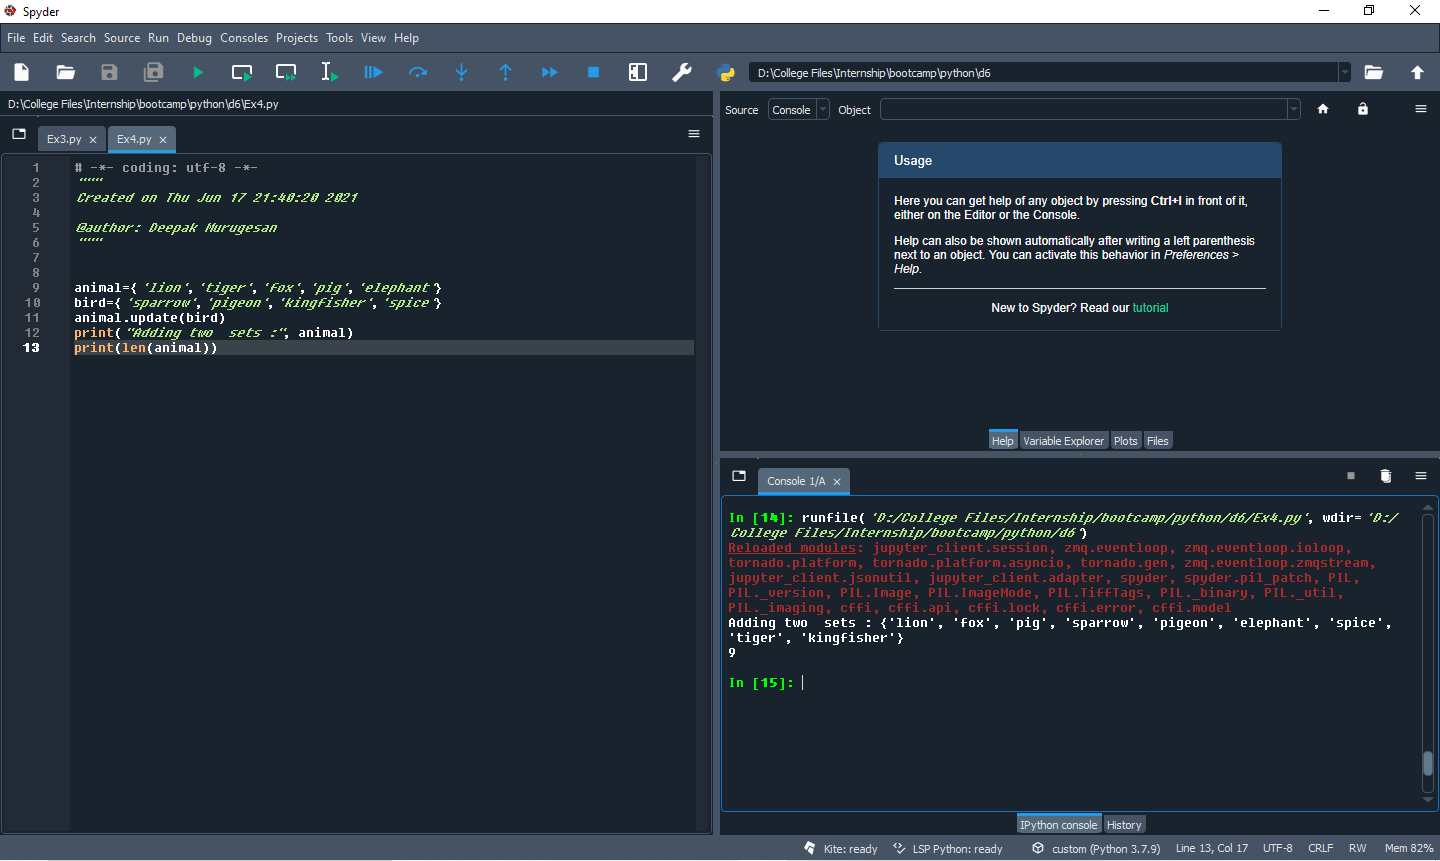 Spyder
File Edit Search Source Run Debug Consoles Projects Tools View Help
D:\College Files\Internship\bootcamp\python\d6
D:\College Files\Internship\bootcamp\python\d6\Ex4.py
Ex3.py Ex4.py
1 # -*- coding: utf-8 -*-
2 """
3 Created on Thu Jun 17 21:40:20 2021
4
5 @author: Deepak Murugesan
6 """
7
8
9 animal={'lion','tiger','fox','pig','elephant'}
10 bird={'sparrow','pigeon','kingfisher','spice'}
11 animal.update(bird)
12 print("Adding two  sets :", animal)
13 print(len(animal))
Source Console Object
Usage
Here you can get help of any object by pressing Ctrl+I in front of it,
either on the Editor or the Console.
Help can also be shown automatically after writing a left parenthesis
next to an object. You can activate this behavior in Preferences >
Help.
New to Spyder? Read our tutorial
Help Variable Explorer Plots Files
Console 1/A
In [14]: runfile('D:/College Files/Internship/bootcamp/python/d6/Ex4.py', wdir='D:/
College Files/Internship/bootcamp/python/d6')
Reloaded modules: jupyter_client.session, zmq.eventloop, zmq.eventloop.ioloop,
tornado.platform, tornado.platform.asyncio, tornado.gen, zmq.eventloop.zmqstream,
jupyter_client.jsonutil, jupyter_client.adapter, spyder, spyder.pil_patch, PIL,
PIL._version, PIL.Image, PIL.ImageMode, PIL.TiffTags, PIL._binary, PIL._util,
PIL._imaging, cffi, cffi.api, cffi.lock, cffi.error, cffi.model
Adding two  sets : {'lion', 'fox', 'pig', 'sparrow', 'pigeon', 'elephant', 'spice',
'tiger', 'kingfisher'}
9
In [15]:
IPython console History
Kite: ready LSP Python: ready custom (Python 3.7.9) Line 13, Col 17 UTF-8 CRLF RW Mem 82%